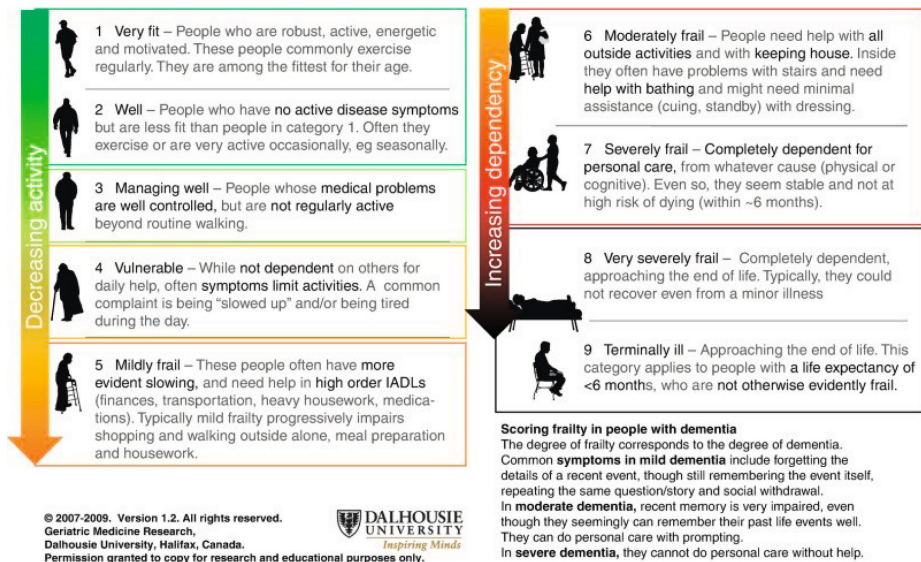 Decreasing activity
1 Very fit – People who are robust, active, energetic
and motivated. These people commonly exercise
regularly. They are among the fittest for their age.
2 Well – People who have no active disease symptoms
but are less fit than people in category 1. Often they
exercise or are very active occasionally, eg seasonally.
3 Managing well – People whose medical problems
are well controlled, but are not regularly active
beyond routine walking.
4 Vulnerable – While not dependent on others for
daily help, often symptoms limit activities. A common
complaint is being “slowed up” and/or being tired
during the day.
5 Mildly frail – These people often have more
evident slowing, and need help in high order IADLs
(finances, transportation, heavy housework, medica-
tions). Typically mild frailty progressively impairs
shopping and walking outside alone, meal preparation
and housework.
© 2007-2009. Version 1.2. All rights reserved.
Geriatric Medicine Research,
Dalhousie University, Halifax, Canada.
Permission granted to copy for research and educational purposes only.
DALHOUSIE
UNIVERSITY
Inspiring Minds
Increasing dependency
6 Moderately frail – People need help with all
outside activities and with keeping house. Inside
they often have problems with stairs and need
help with bathing and might need minimal
assistance (cuing, standby) with dressing.
7 Severely frail – Completely dependent for
personal care, from whatever cause (physical or
cognitive). Even so, they seem stable and not at
high risk of dying (within ~6 months).
8 Very severely frail – Completely dependent,
approaching the end of life. Typically, they could
not recover even from a minor illness
9 Terminally ill – Approaching the end of life. This
category applies to people with a life expectancy of
<6 months, who are not otherwise evidently frail.
Scoring frailty in people with dementia
The degree of frailty corresponds to the degree of dementia.
Common symptoms in mild dementia include forgetting the
details of a recent event, though still remembering the event itself,
repeating the same question/story and social withdrawal.
In moderate dementia, recent memory is very impaired, even
though they seemingly can remember their past life events well.
They can do personal care with prompting.
In severe dementia, they cannot do personal care without help.